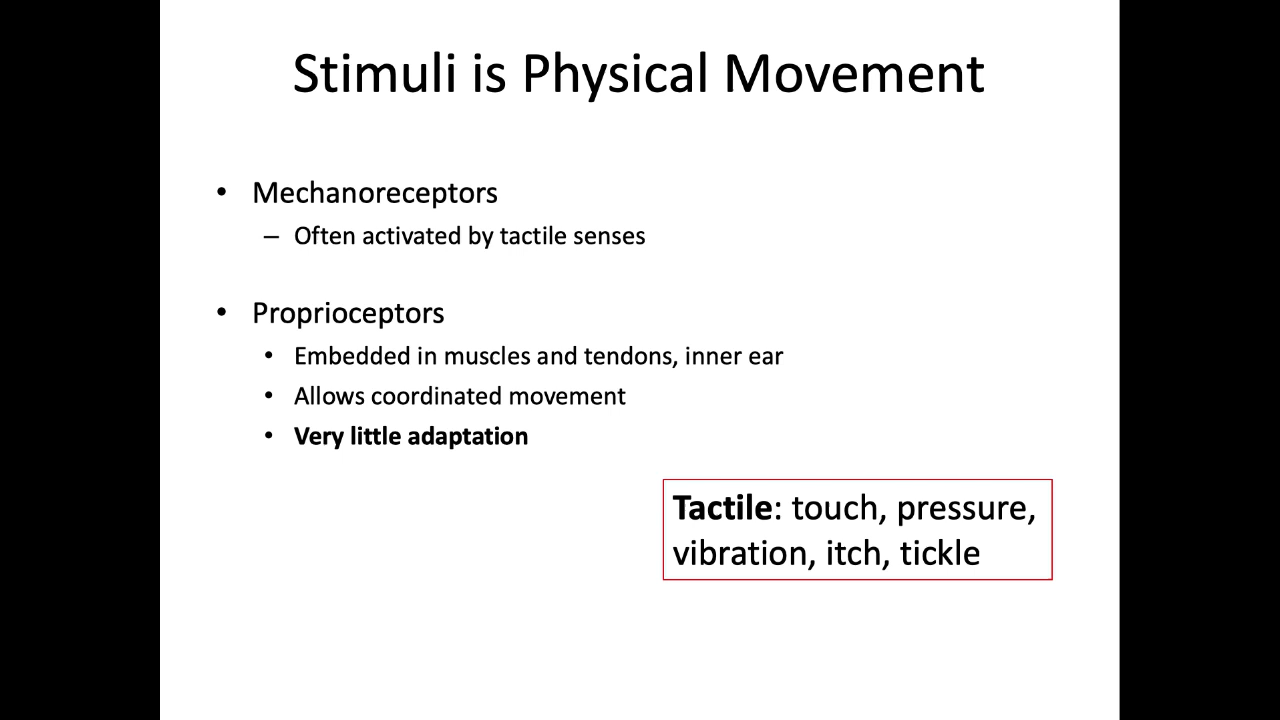 Stimuli is Physical Movement
• Mechanoreceptors
– Often activated by tactile senses
• Proprioceptors
• Embedded in muscles and tendons, inner ear
• Allows coordinated movement
• Very little adaptation
Tactile: touch, pressure,
vibration, itch, tickle